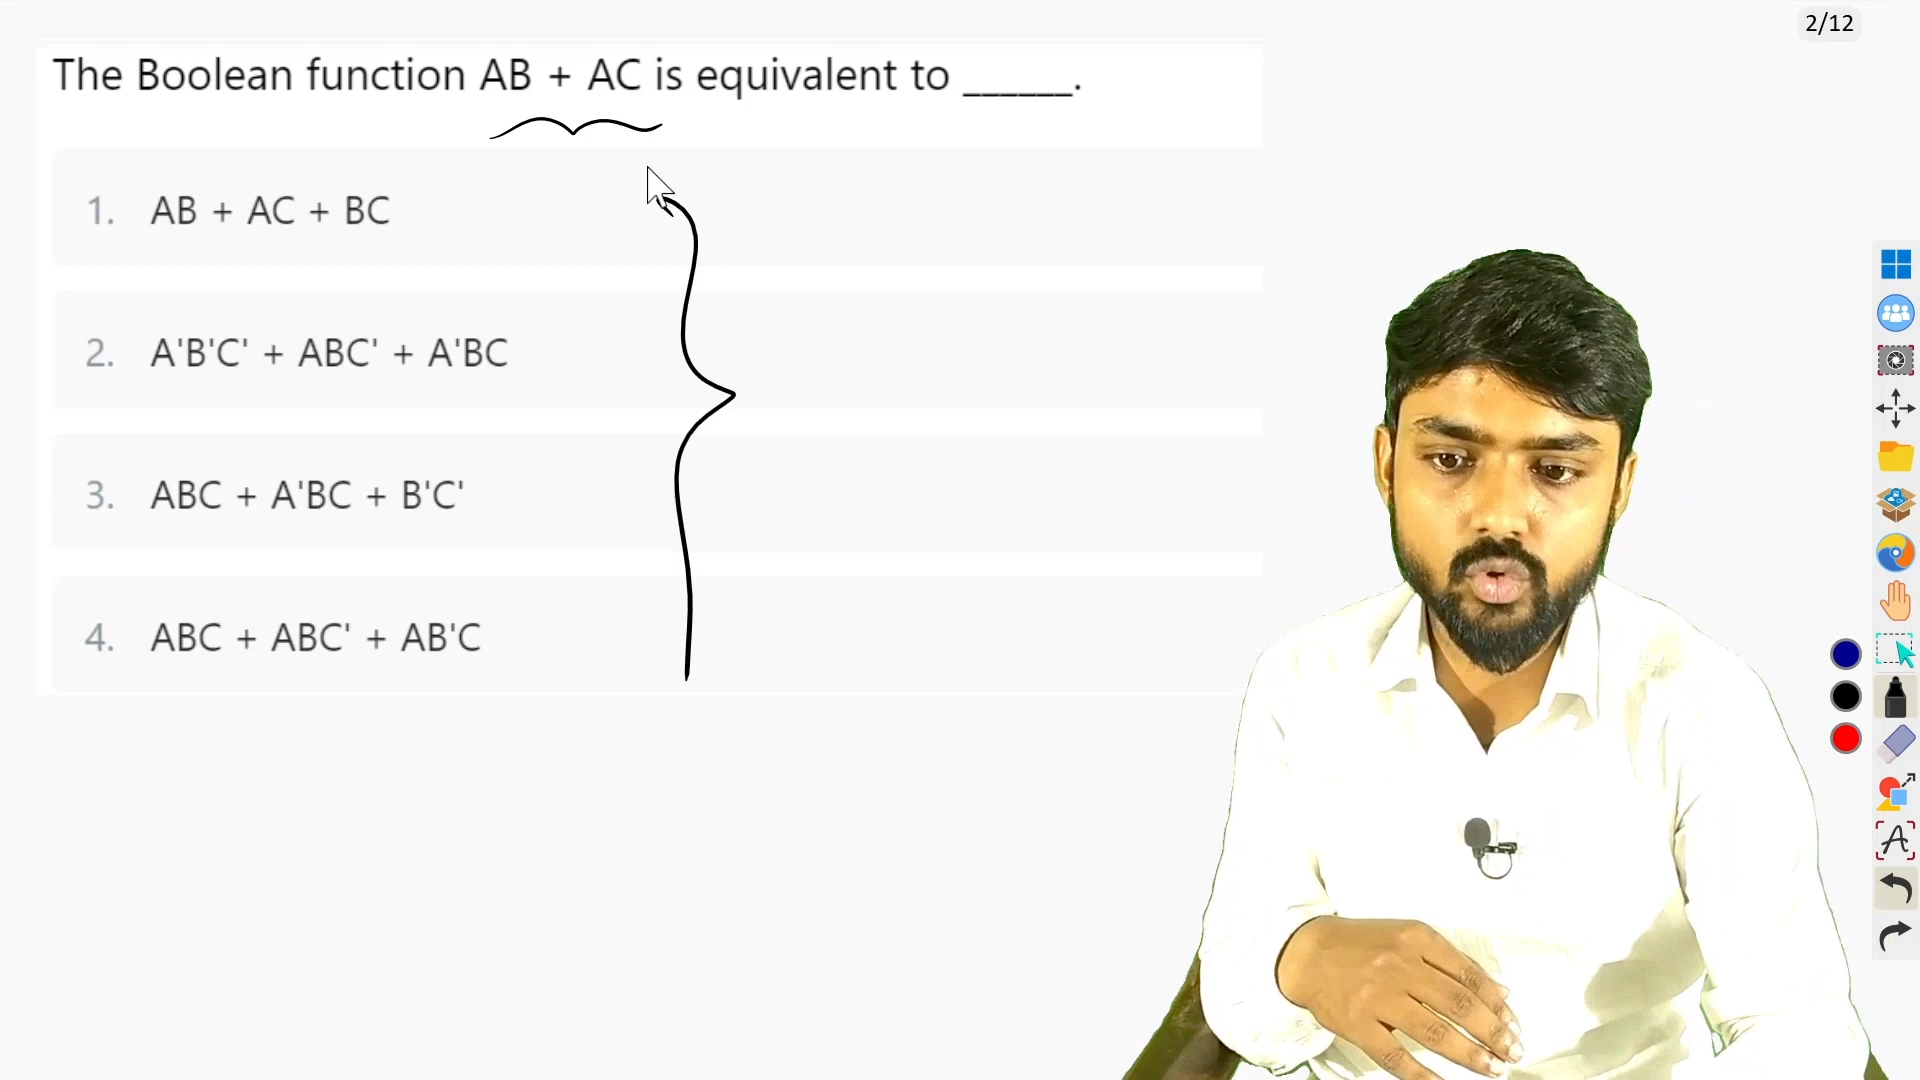 2/12
The Boolean function AB + AC is equivalent to ______.
1. AB + AC + BC
2. A'B'C' + ABC' + A'BC
3. ABC + A'BC + B'C'
4. ABC + ABC' + AB'C